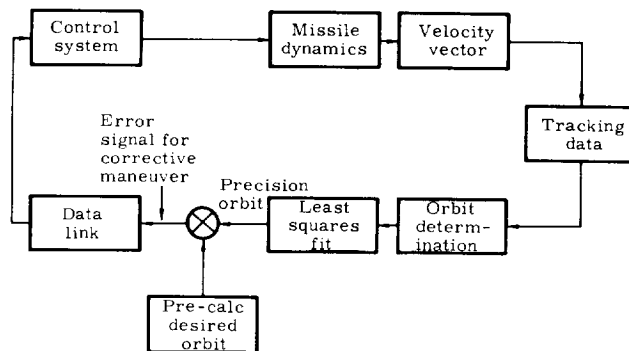 Control
system
Missile
dynamics
Velocity
vector
Tracking
data
Error
signal for
corrective
maneuver
Precision
orbit
Data
link
Least
squares
fit
Orbit
determ-
ination
Pre-calc
desired
orbit